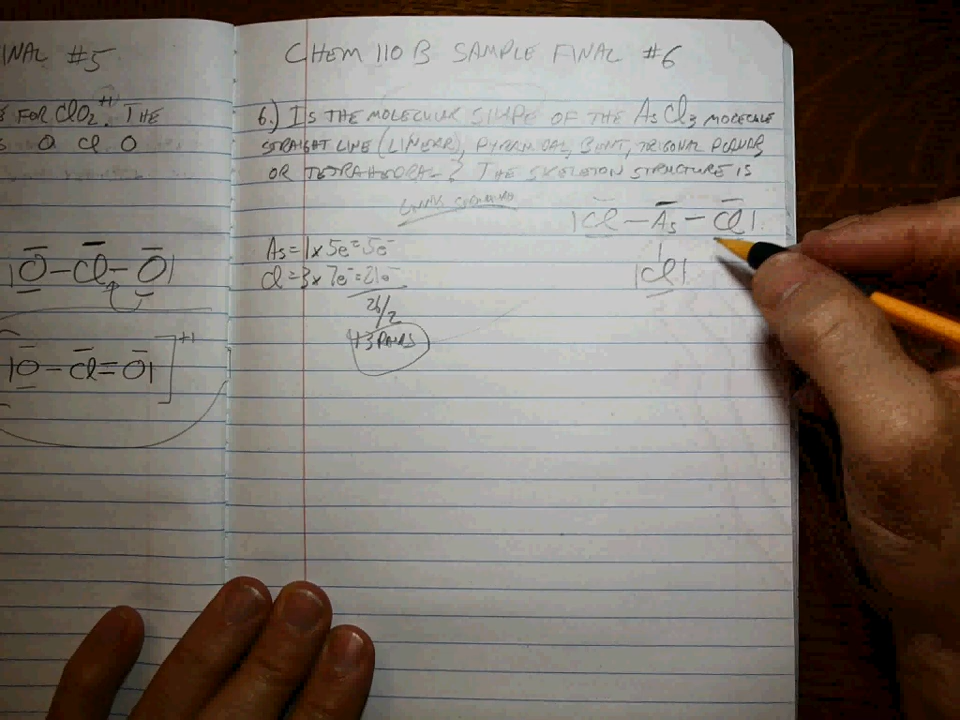 INAL #5
FOR ClO2 +1. THE
O Cl O
|O – Cl – O|
|O – Cl = O|] +1
CHEM 110 B SAMPLE FINAL #6
6.) IS THE MOLECULAR SHAPE OF THE AsCl3 MOLECULE
STRAIGHT LINE (LINEAR), PYRAMIDAL, BENT, TRIGONAL PLANAR,
OR TETRAHEDRAL? THE SKELETON STRUCTURE IS
|Cl – As – Cl|
|
|Cl|
As = 1 x 5e- = 5e-
Cl = 3 x 7e- = 21e-
26/2
13 PAIRS